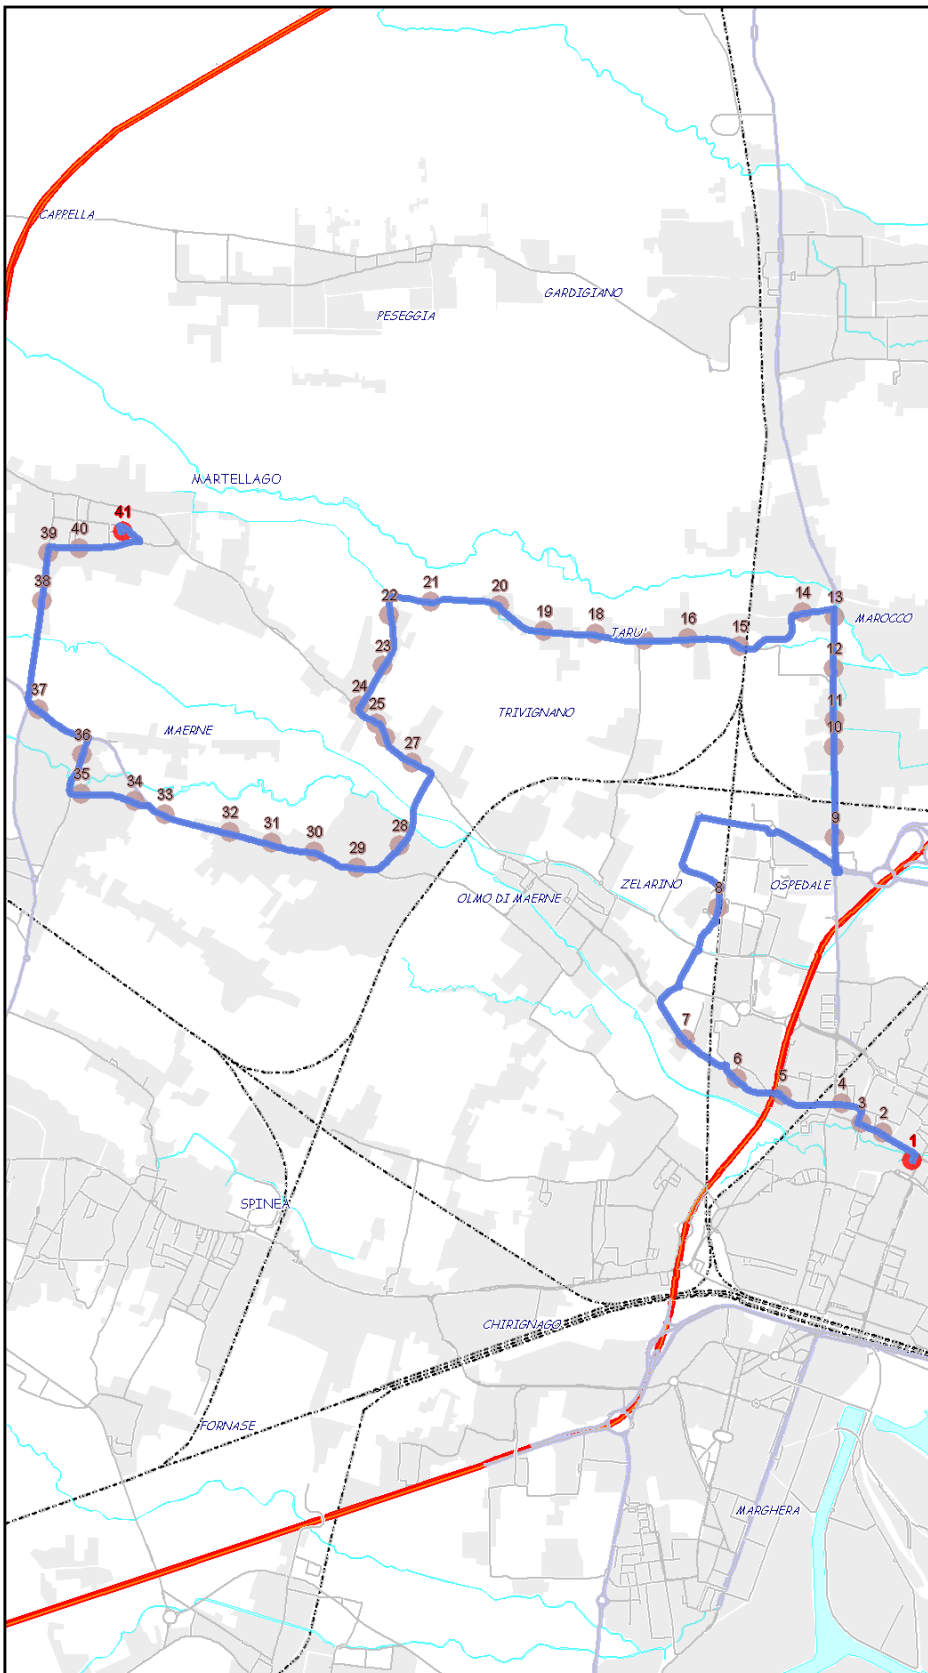 CAPPELLA
GARDIGIANO
PESEGGIA
MARTELLAGO
41
39
40
38
22
21
20
19
18
TARU'
16
15
14
13
MAROCCO
12
23
24
25
11
TRIVIGNANO
10
37
MAERNE
36
27
35
34
33
32
31
30
29
28
9
ZELARINO
8
OSPEDALE
OLMO DI MAERNE
7
6
5
4
3
2
1
SPINEA
CHIRIGNAGO
FORNASE
MARGHERA